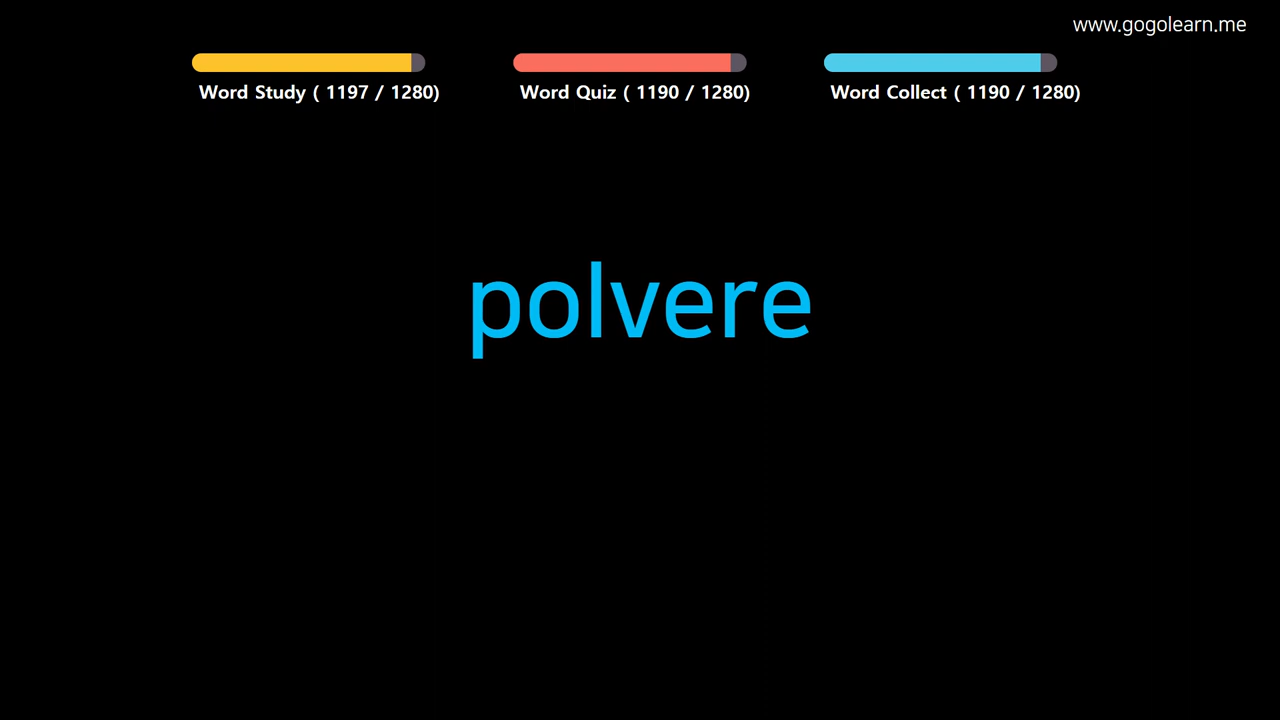 www.gogolearn.me
Word Study ( 1197 / 1280)
Word Quiz ( 1190 / 1280)
Word Collect ( 1190 / 1280)
polvere